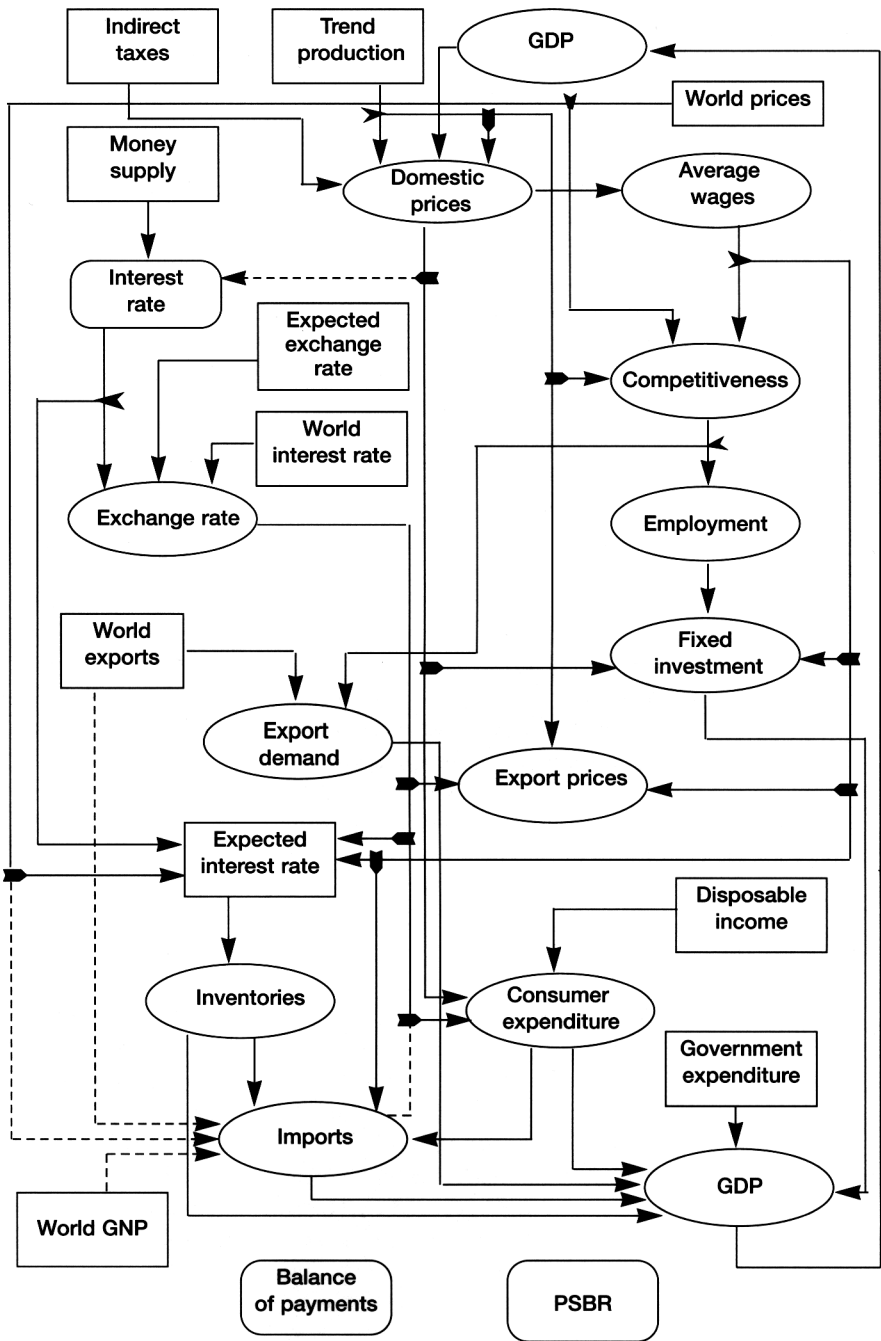 Indirect
taxes
Trend
production
GDP
World prices
Money
supply
Domestic
prices
Average
wages
Interest
rate
Expected
exchange
rate
Competitiveness
World
interest rate
Exchange rate
Employment
World
exports
Fixed
investment
Export
demand
Export prices
Expected
interest rate
Disposable
income
Inventories
Consumer
expenditure
Government
expenditure
Imports
GDP
World GNP
Balance
of payments
PSBR